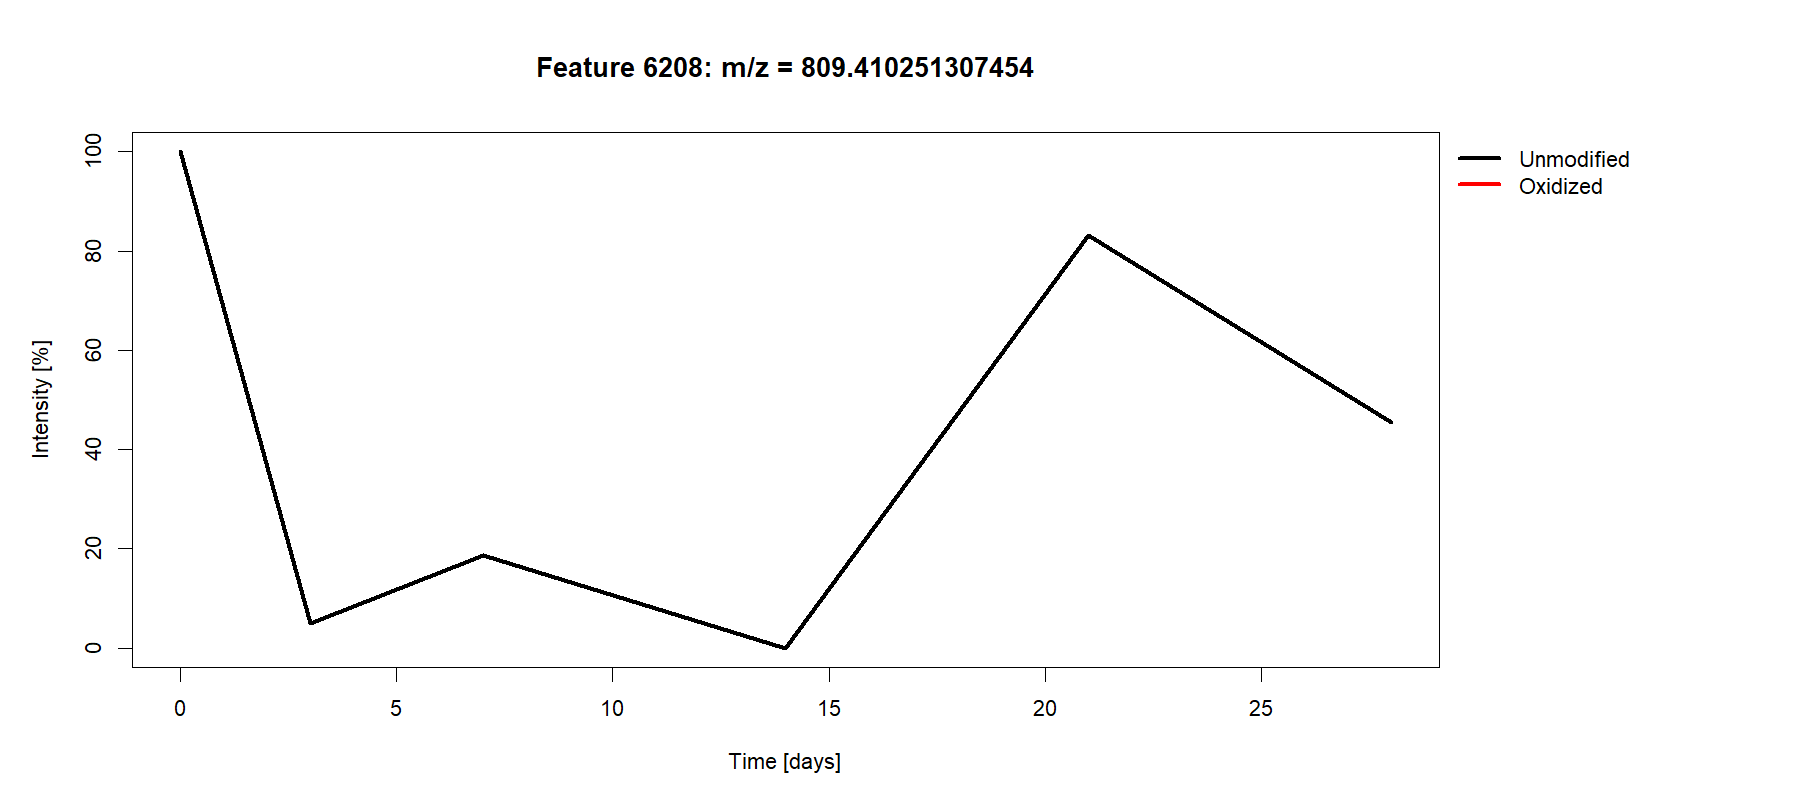 Feature 6208: m/z = 809.410251307454
Unmodified
Oxidized
Intensity [%]
100
80
60
40
20
0
0 5 10 15 20 25
Time [days]